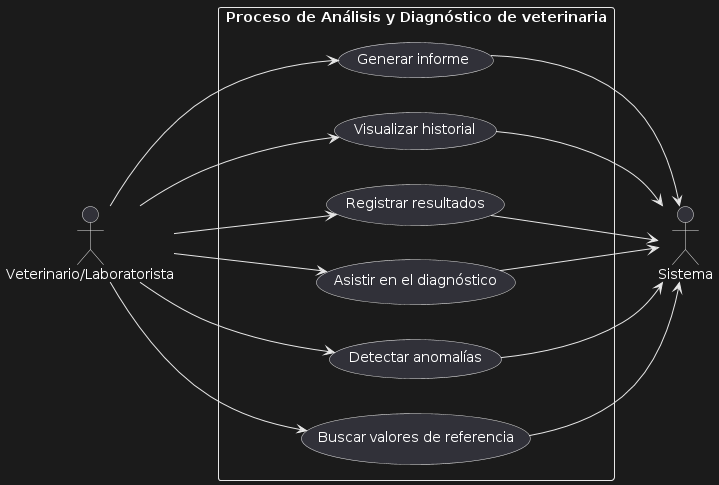 Proceso de Análisis y Diagnóstico de veterinaria
Generar informe
Visualizar historial
Registrar resultados
Veterinario/Laboratorista
Sistema
Asistir en el diagnóstico
Detectar anomalías
Buscar valores de referencia